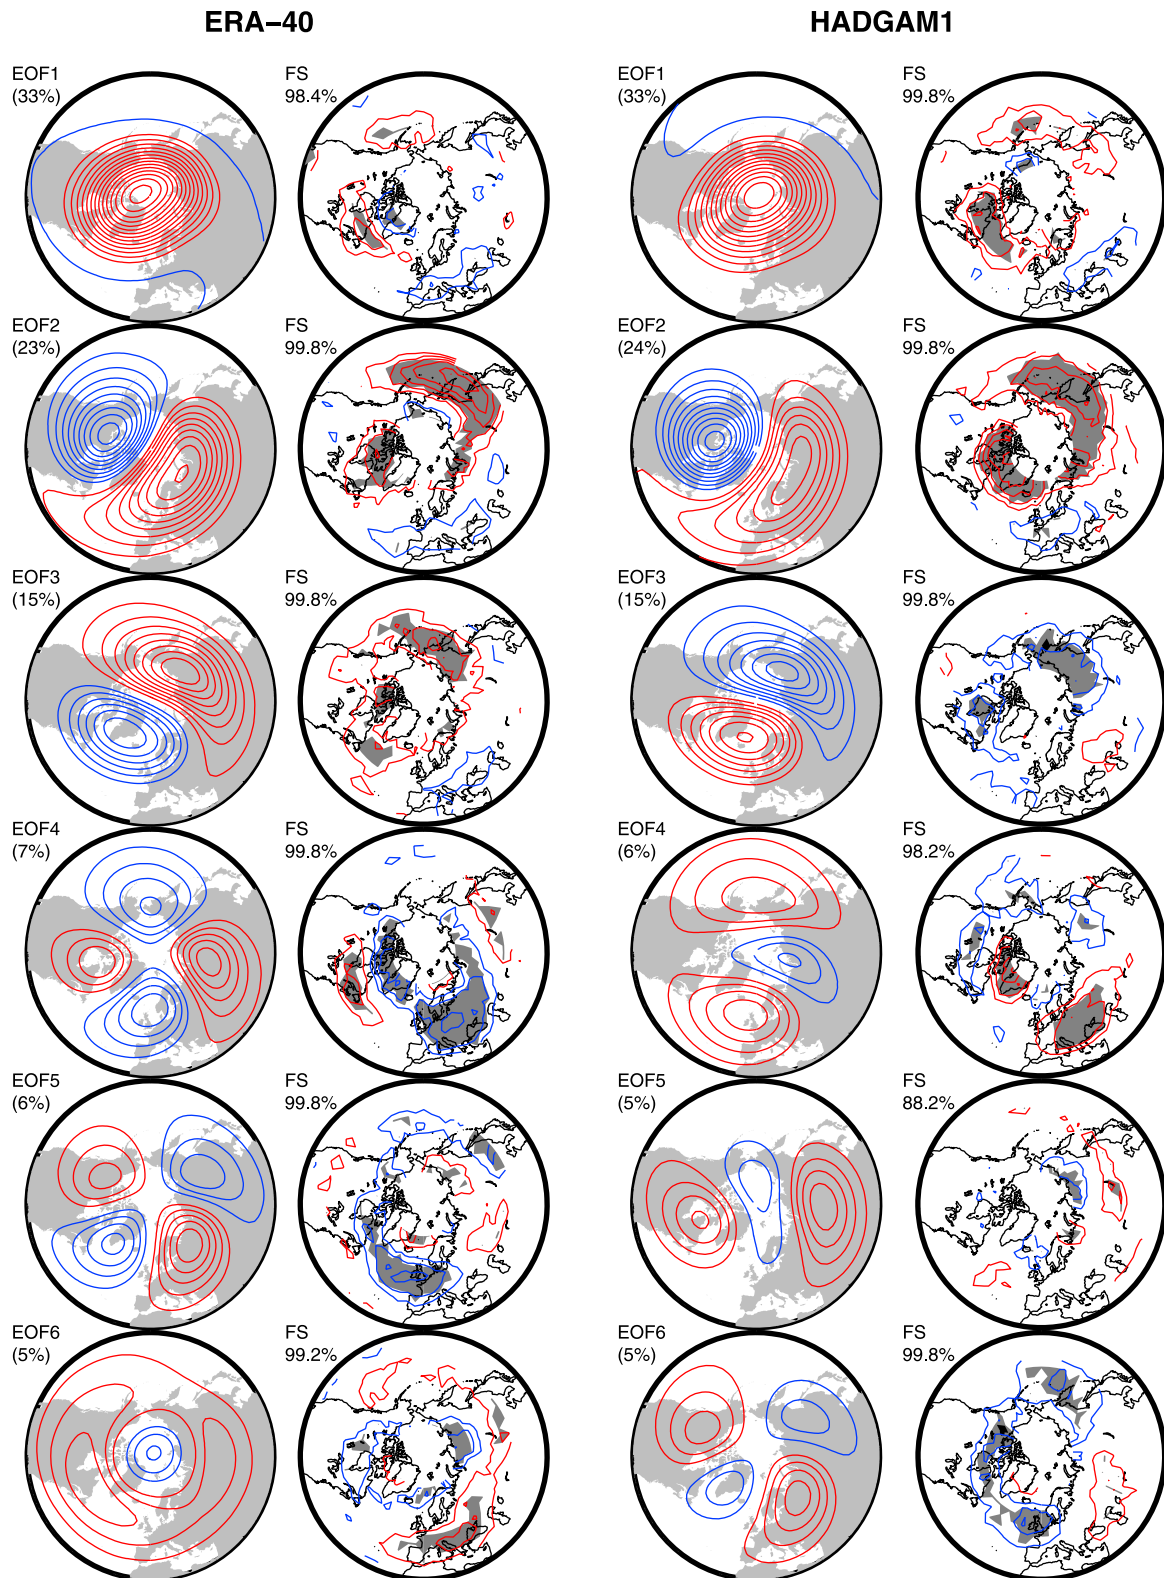 ERA−40 HADGAM1
EOF1 FS EOF1 FS
(33%) 98.4% (33%) 99.8%
EOF2 FS EOF2 FS
(23%) 99.8% (24%) 99.8%
EOF3 FS EOF3 FS
(15%) 99.8% (15%) 99.8%
EOF4 FS EOF4 FS
(7%) 99.8% (6%) 98.2%
EOF5 FS EOF5 FS
(6%) 99.8% (5%) 88.2%
EOF6 FS EOF6 FS
(5%) 99.2% (5%) 99.8%